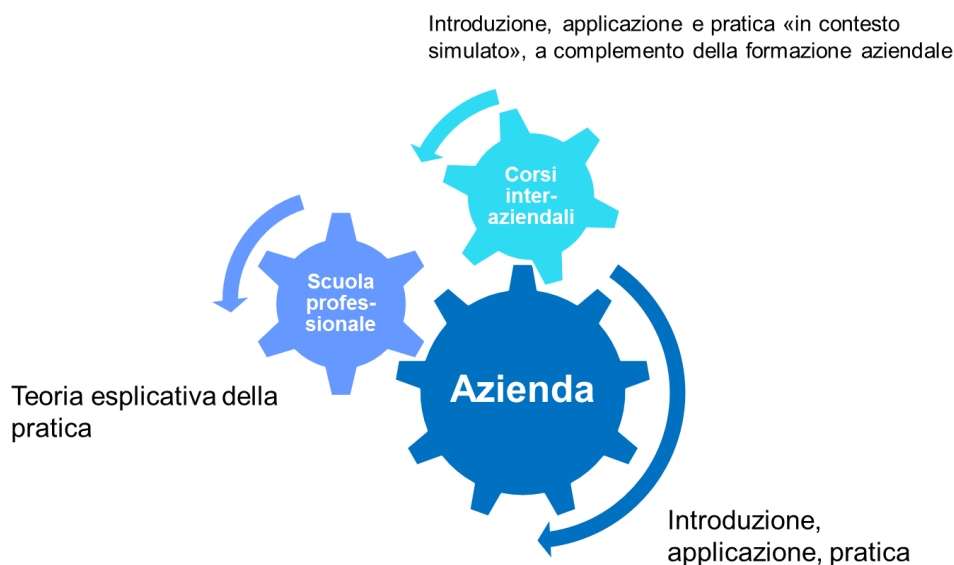 Introduzione, applicazione e pratica «in contesto
simulato», a complemento della formazione aziendale
Corsi
inter-
aziendali
Scuola
profes-
sionale
Azienda
Teoria esplicativa della
pratica
Introduzione,
applicazione, pratica